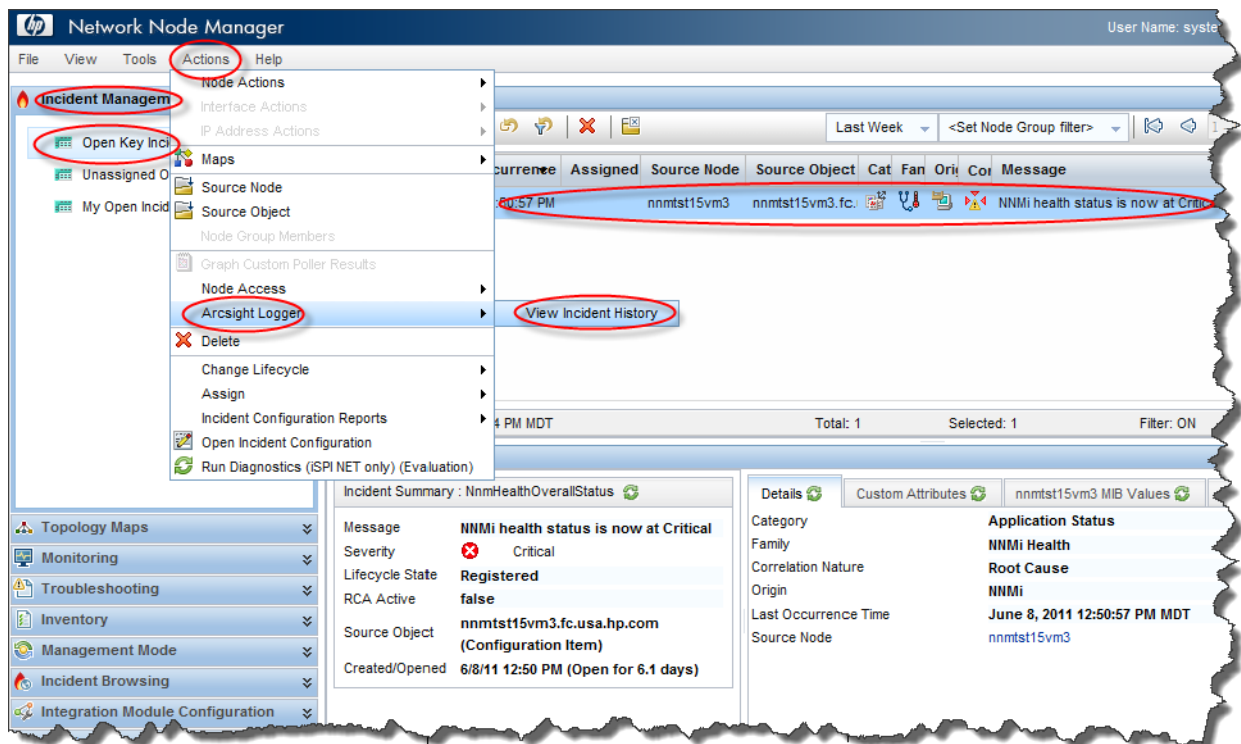 hp Network Node Manager
User Name: syste
File View Tools Actions Help
Incident Managem
Open Key Inci
Unassigned O
My Open Incid
Node Actions
Interface Actions
IP Address Actions
Maps
Source Node
Source Object
Node Group Members
Graph Custom Poller Results
Node Access
Arcsight Logger
View Incident History
Delete
Change Lifecycle
Assign
Incident Configuration Reports
Open Incident Configuration
Run Diagnostics (iSPI NET only) (Evaluation)
Last Week <Set Node Group filter> 1
currence Assigned Source Node Source Object Cat Fan Orig Cor Message
:50:57 PM nnmtst15vm3 nnmtst15vm3.fc. NNMi health status is now at Critica
4 PM MDT Total: 1 Selected: 1 Filter: ON
Topology Maps
Monitoring
Troubleshooting
Inventory
Management Mode
Incident Browsing
Integration Module Configuration
Incident Summary : NnmHealthOverallStatus
Message NNMi health status is now at Critical
Severity Critical
Lifecycle State Registered
RCA Active false
Source Object nnmtst15vm3.fc.usa.hp.com
(Configuration Item)
Created/Opened 6/8/11 12:50 PM (Open for 6.1 days)
Details Custom Attributes nnmtst15vm3 MIB Values
Category Application Status
Family NNMi Health
Correlation Nature Root Cause
Origin NNMi
Last Occurrence Time June 8, 2011 12:50:57 PM MDT
Source Node nnmtst15vm3